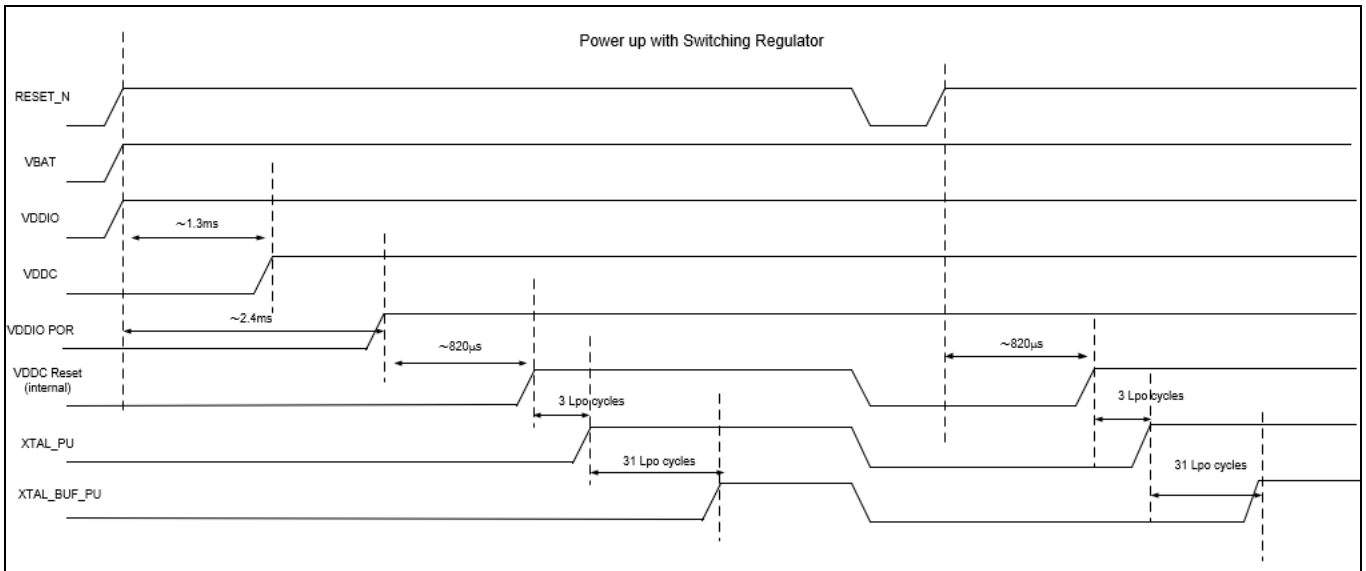 Power up with Switching Regulator
RESET_N
VBAT
VDDIO
~1.3ms
VDDC
~2.4ms
VDDIO POR
~820µs
~820µs
VDDC Reset
(internal)
3 Lpo cycles
3 Lpo cycles
XTAL_PU
31 Lpo cycles
31 Lpo cycles
XTAL_BUF_PU